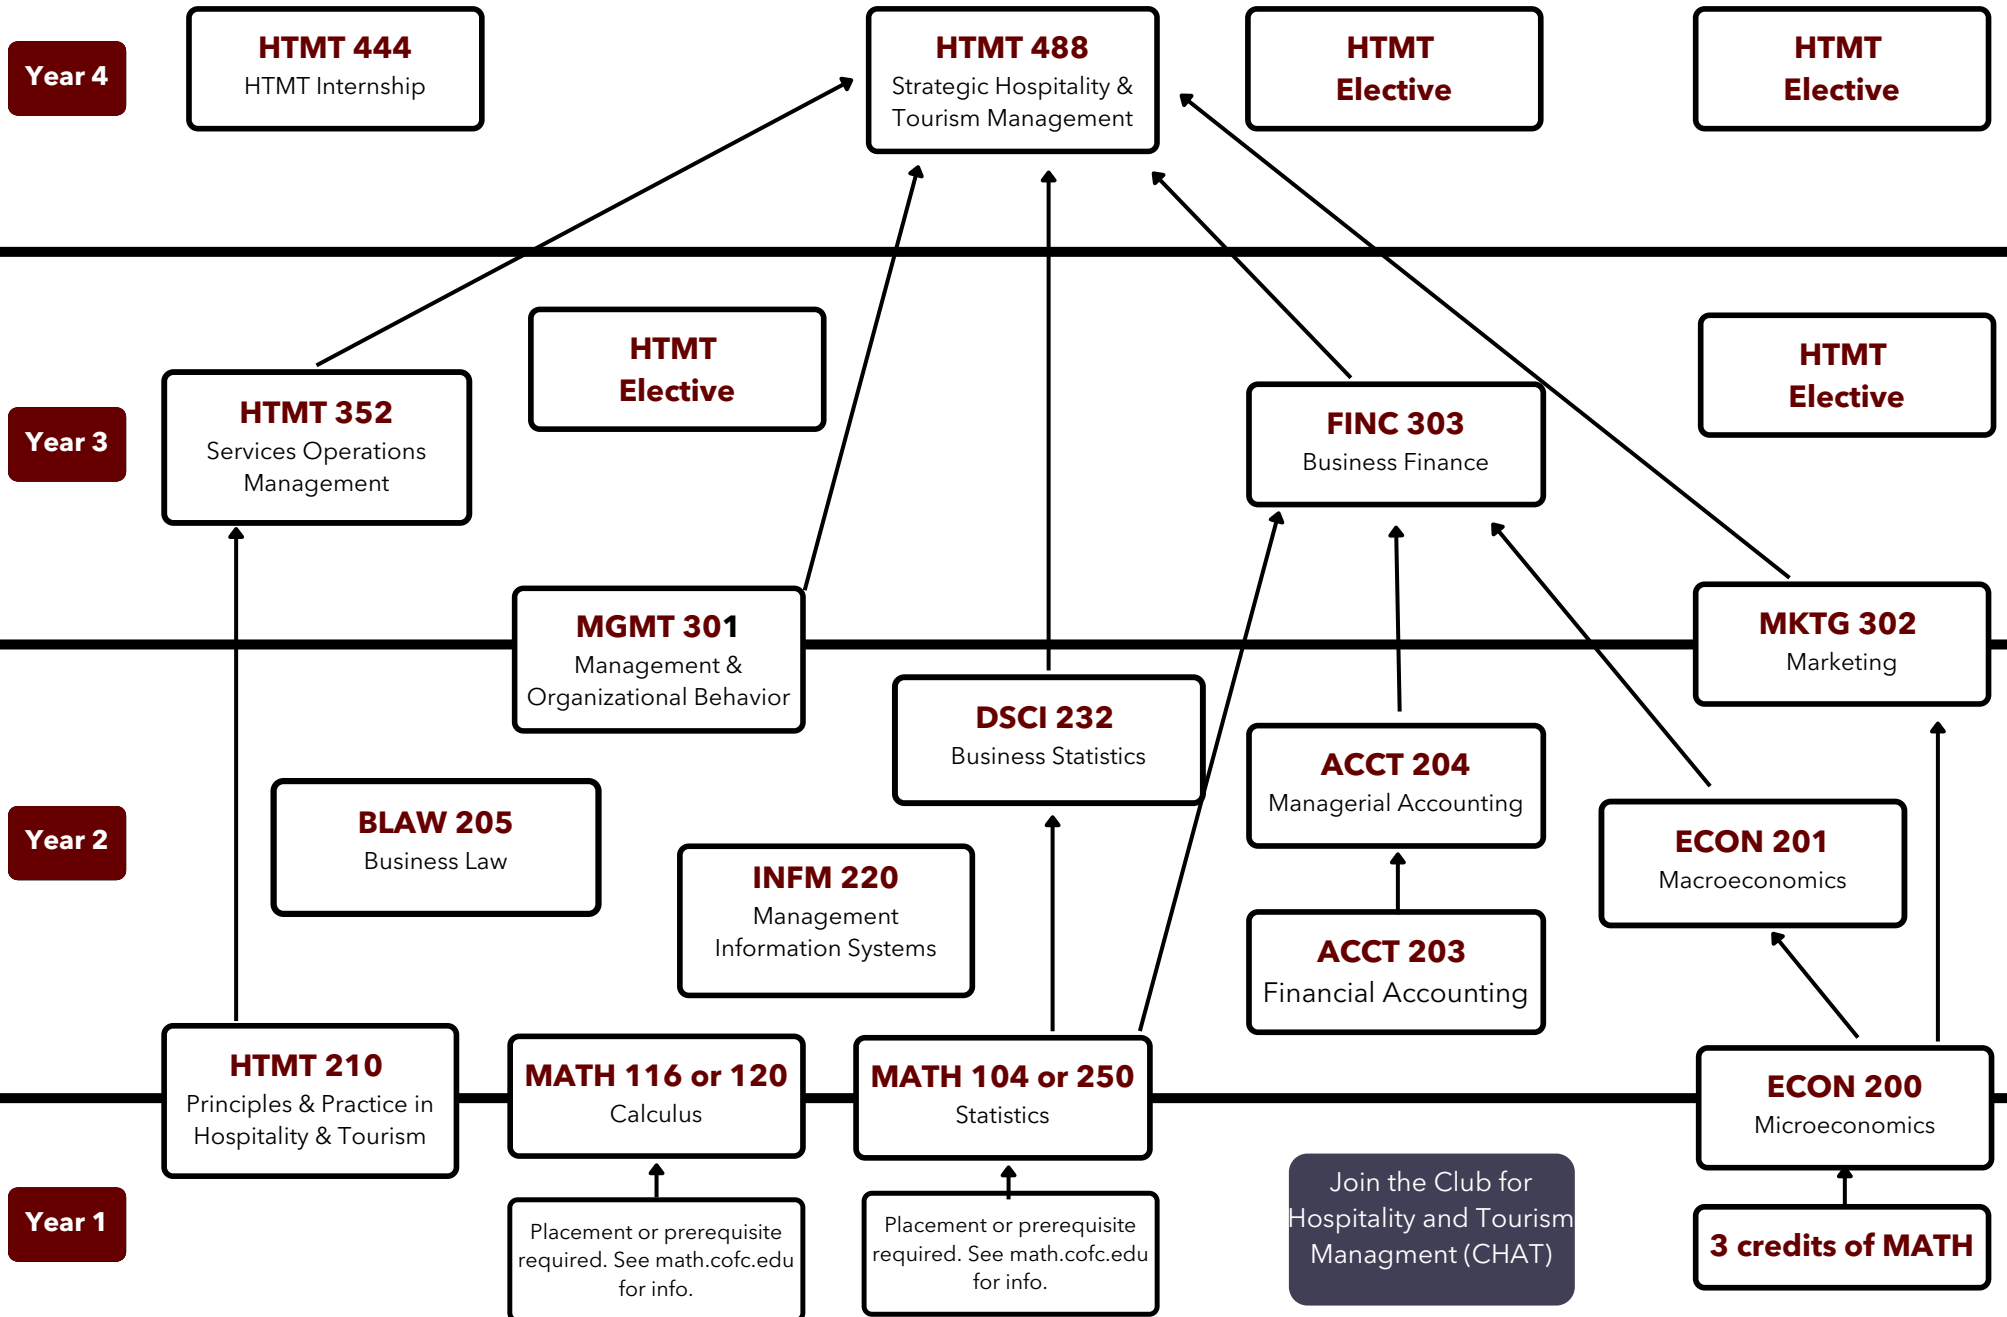 Year 4
HTMT 444
HTMT Internship
HTMT 488
Strategic Hospitality &
Tourism Management
HTMT
Elective
HTMT
Elective
Year 3
HTMT 352
Services Operations
Management
HTMT
Elective
FINC 303
Business Finance
HTMT
Elective
MGMT 301
Management &
Organizational Behavior
MKTG 302
Marketing
Year 2
BLAW 205
Business Law
INFM 220
Management
Information Systems
DSCI 232
Business Statistics
ACCT 204
Managerial Accounting
ACCT 203
Financial Accounting
ECON 201
Macroeconomics
HTMT 210
Principles & Practice in
Hospitality & Tourism
MATH 116 or 120
Calculus
MATH 104 or 250
Statistics
ECON 200
Microeconomics
Year 1
Placement or prerequisite
required. See math.cofc.edu
for info.
Placement or prerequisite
required. See math.cofc.edu
for info.
Join the Club for
Hospitality and Tourism
Managment (CHAT)
3 credits of MATH